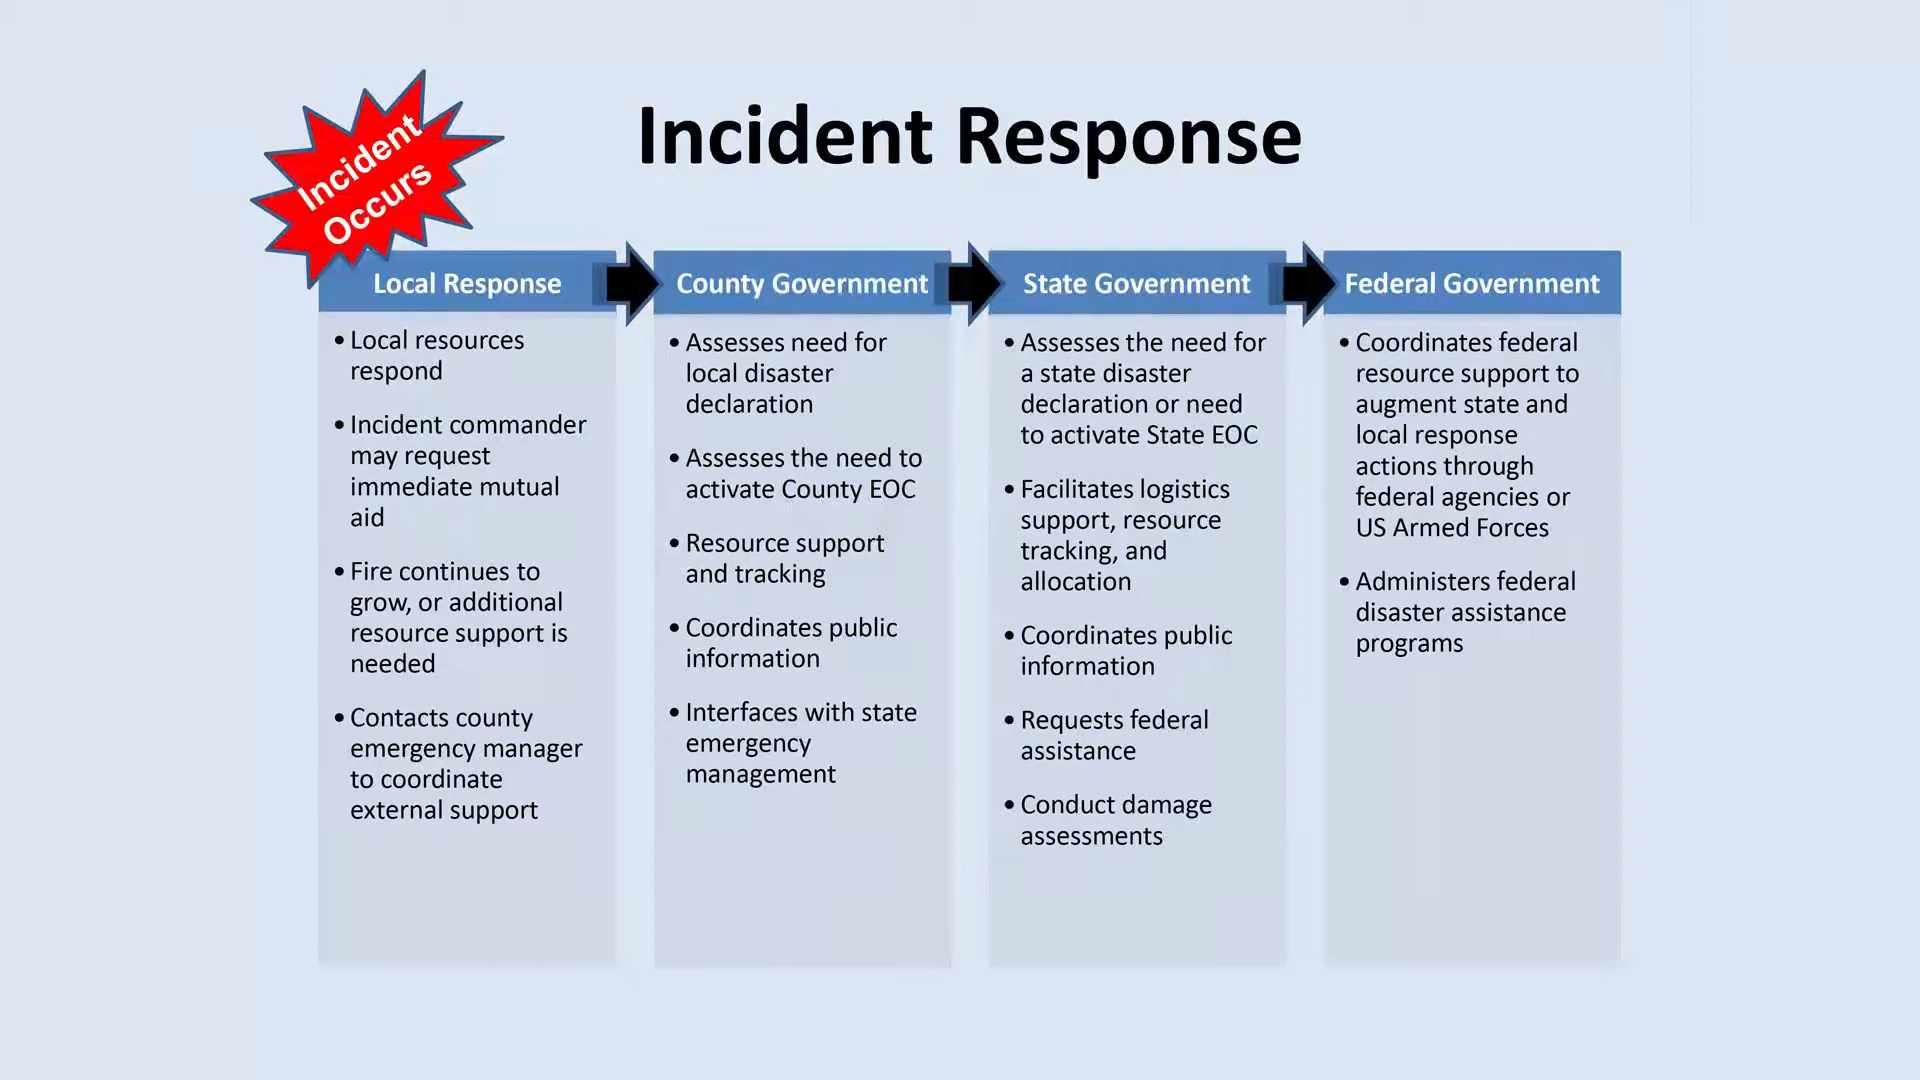 Incident
Occurs
Incident Response
Local Response
• Local resources
respond
• Incident commander
may request
immediate mutual
aid
• Fire continues to
grow, or additional
resource support is
needed
• Contacts county
emergency manager
to coordinate
external support
County Government
• Assesses need for
local disaster
declaration
• Assesses the need to
activate County EOC
• Resource support
and tracking
• Coordinates public
information
• Interfaces with state
emergency
management
State Government
• Assesses the need for
a state disaster
declaration or need
to activate State EOC
• Facilitates logistics
support, resource
tracking, and
allocation
• Coordinates public
information
• Requests federal
assistance
• Conduct damage
assessments
Federal Government
• Coordinates federal
resource support to
augment state and
local response
actions through
federal agencies or
US Armed Forces
• Administers federal
disaster assistance
programs